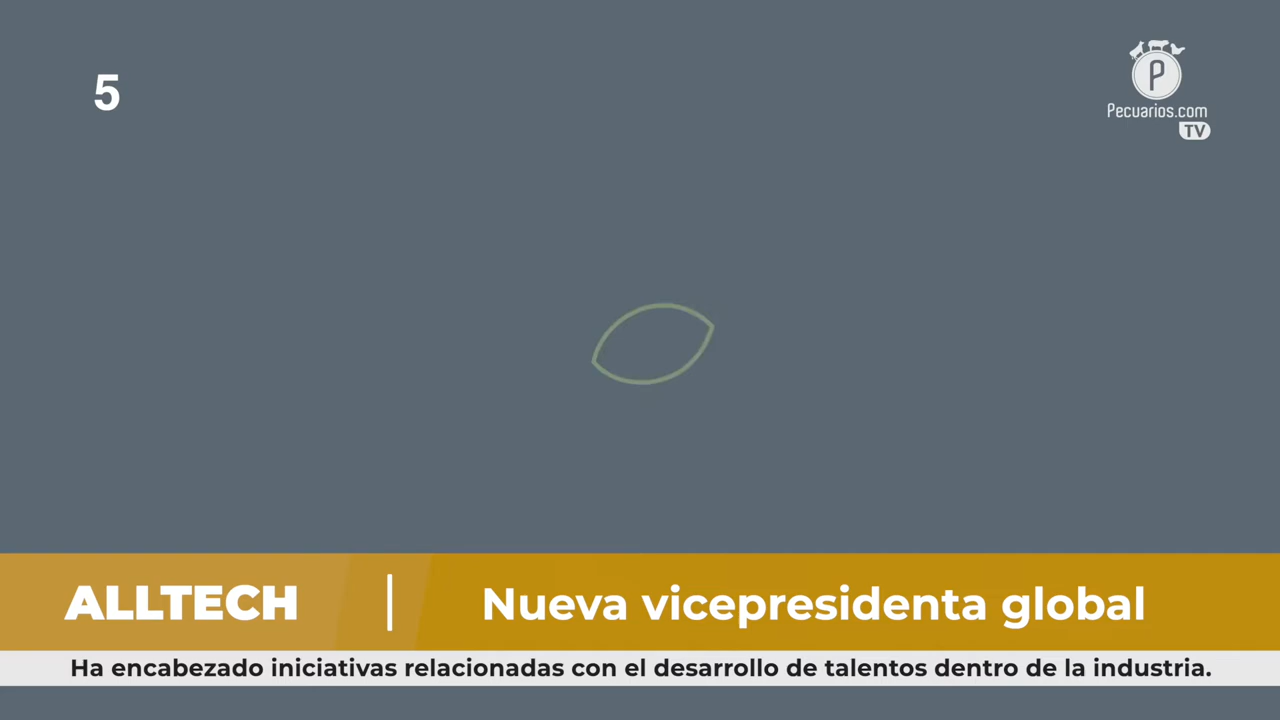 5
P
Pecuarios.com
TV
ALLTECH | Nueva vicepresidenta global
Ha encabezado iniciativas relacionadas con el desarrollo de talentos dentro de la industria.